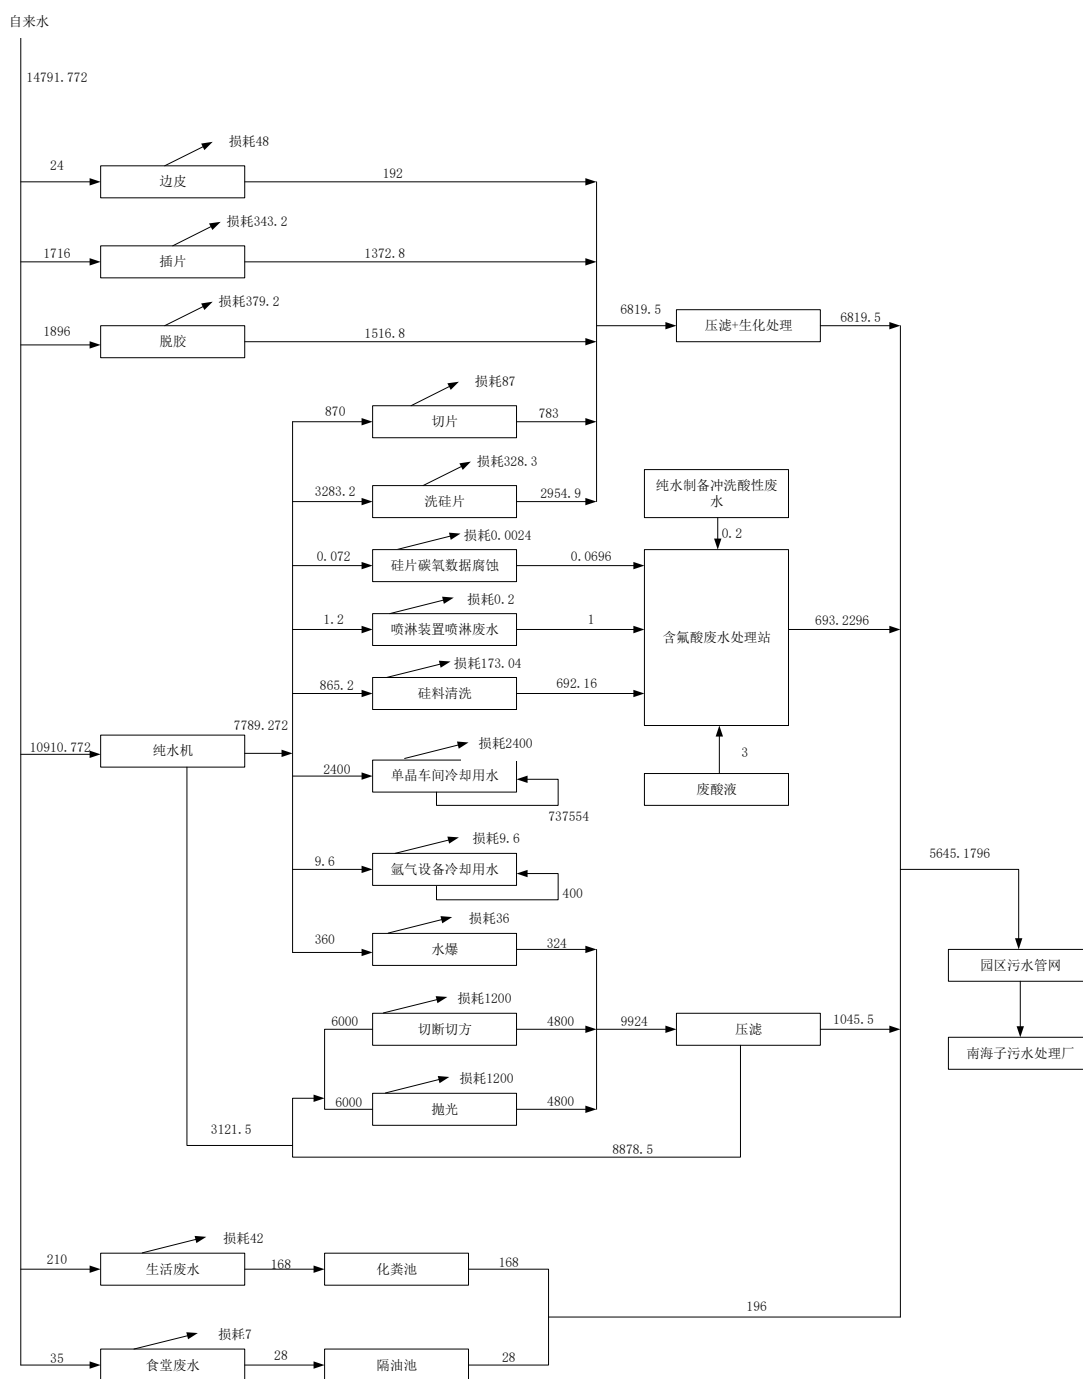 自来水
14791.772
损耗48
24
边皮
192
损耗343.2
1716
插片
1372.8
损耗379.2
1896
脱胶
1516.8
6819.5
压滤+生化处理
6819.5
损耗87
870
切片
783
损耗328.3
3283.2
洗硅片
2954.9
纯水制备冲洗酸性废
水
0.2
损耗0.0024
0.072
硅片碳氧数据腐蚀
0.0696
损耗0.2
1.2
喷淋装置喷淋废水
1
含氟酸废水处理站
693.2296
损耗173.04
865.2
硅料清洗
692.16
10910.772
纯水机
7789.272
损耗2400
2400
单晶车间冷却用水
737554
3
废酸液
损耗9.6
9.6
氩气设备冷却用水
400
5645.1796
损耗36
360
水爆
324
园区污水管网
损耗1200
6000
切断切方
4800
9924
压滤
1045.5
南海子污水处理厂
损耗1200
6000
抛光
4800
3121.5
8878.5
损耗42
210
生活废水
168
化粪池
168
196
损耗7
35
食堂废水
28
隔油池
28